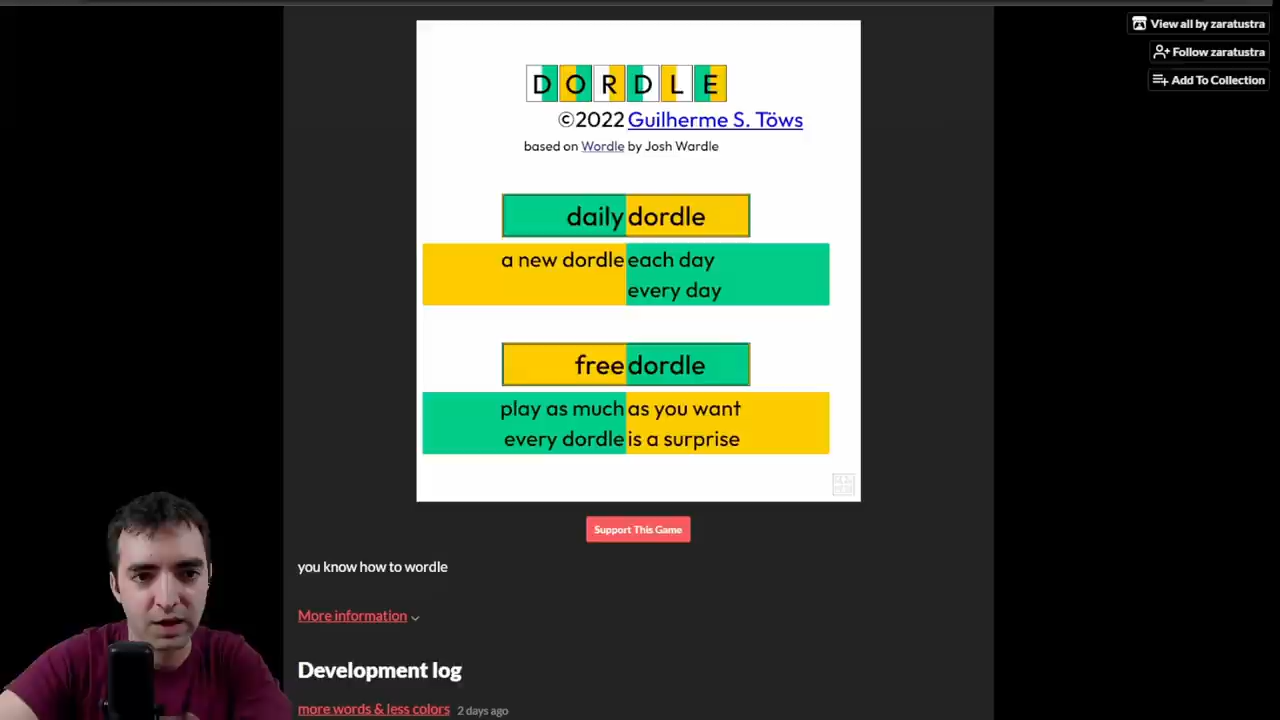 View all by zaratustra
Follow zaratustra
Add To Collection
DORDLE
©2022 Guilherme S. Töws
based on Wordle by Josh Wardle
daily dordle
a new dordle each day
every day
free dordle
play as much as you want
every dordle is a surprise
Support This Game
you know how to wordle
More information
Development log
more words & less colors 2 days ago